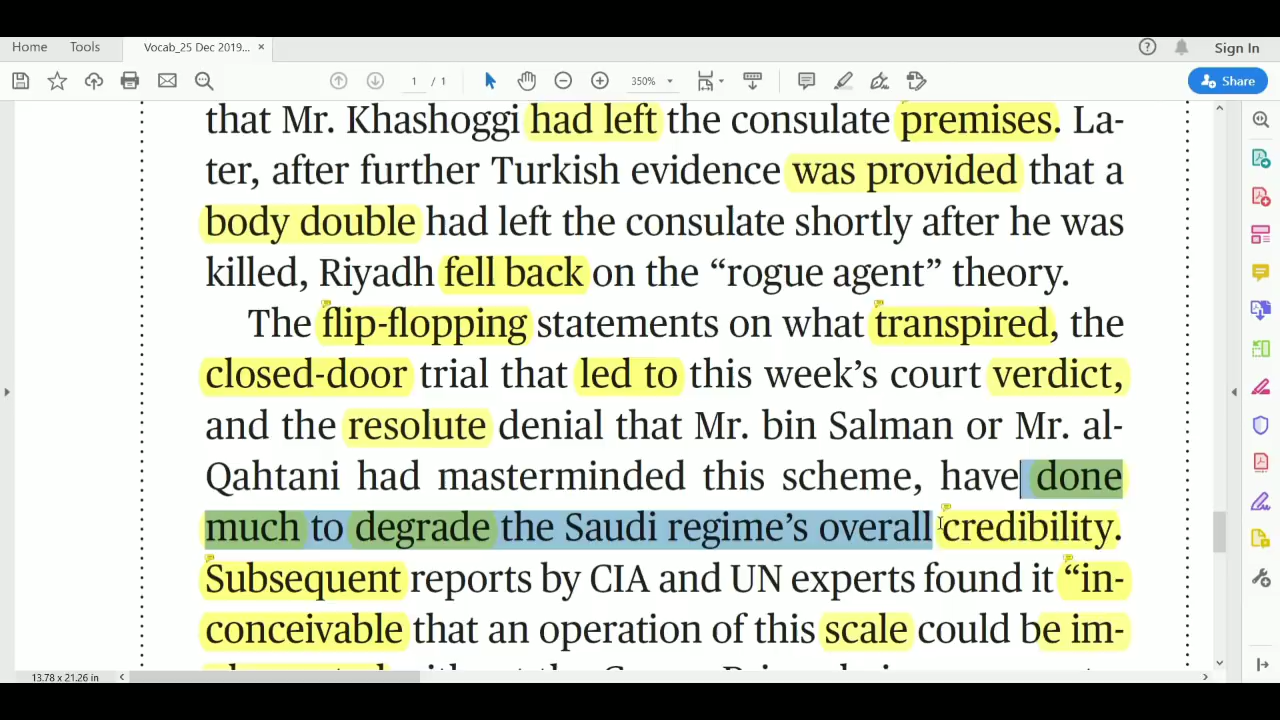 Home Tools Vocab_25 Dec 2019... × Sign In
1 / 1 350% Share
that Mr. Khashoggi had left the consulate premises. La-
ter, after further Turkish evidence was provided that a
body double had left the consulate shortly after he was
killed, Riyadh fell back on the “rogue agent” theory.
The flip-flopping statements on what transpired, the
closed-door trial that led to this week’s court verdict,
and the resolute denial that Mr. bin Salman or Mr. al-
Qahtani had masterminded this scheme, have done
much to degrade the Saudi regime’s overall credibility.
Subsequent reports by CIA and UN experts found it “in-
conceivable that an operation of this scale could be im-
13.78 x 21.26 in